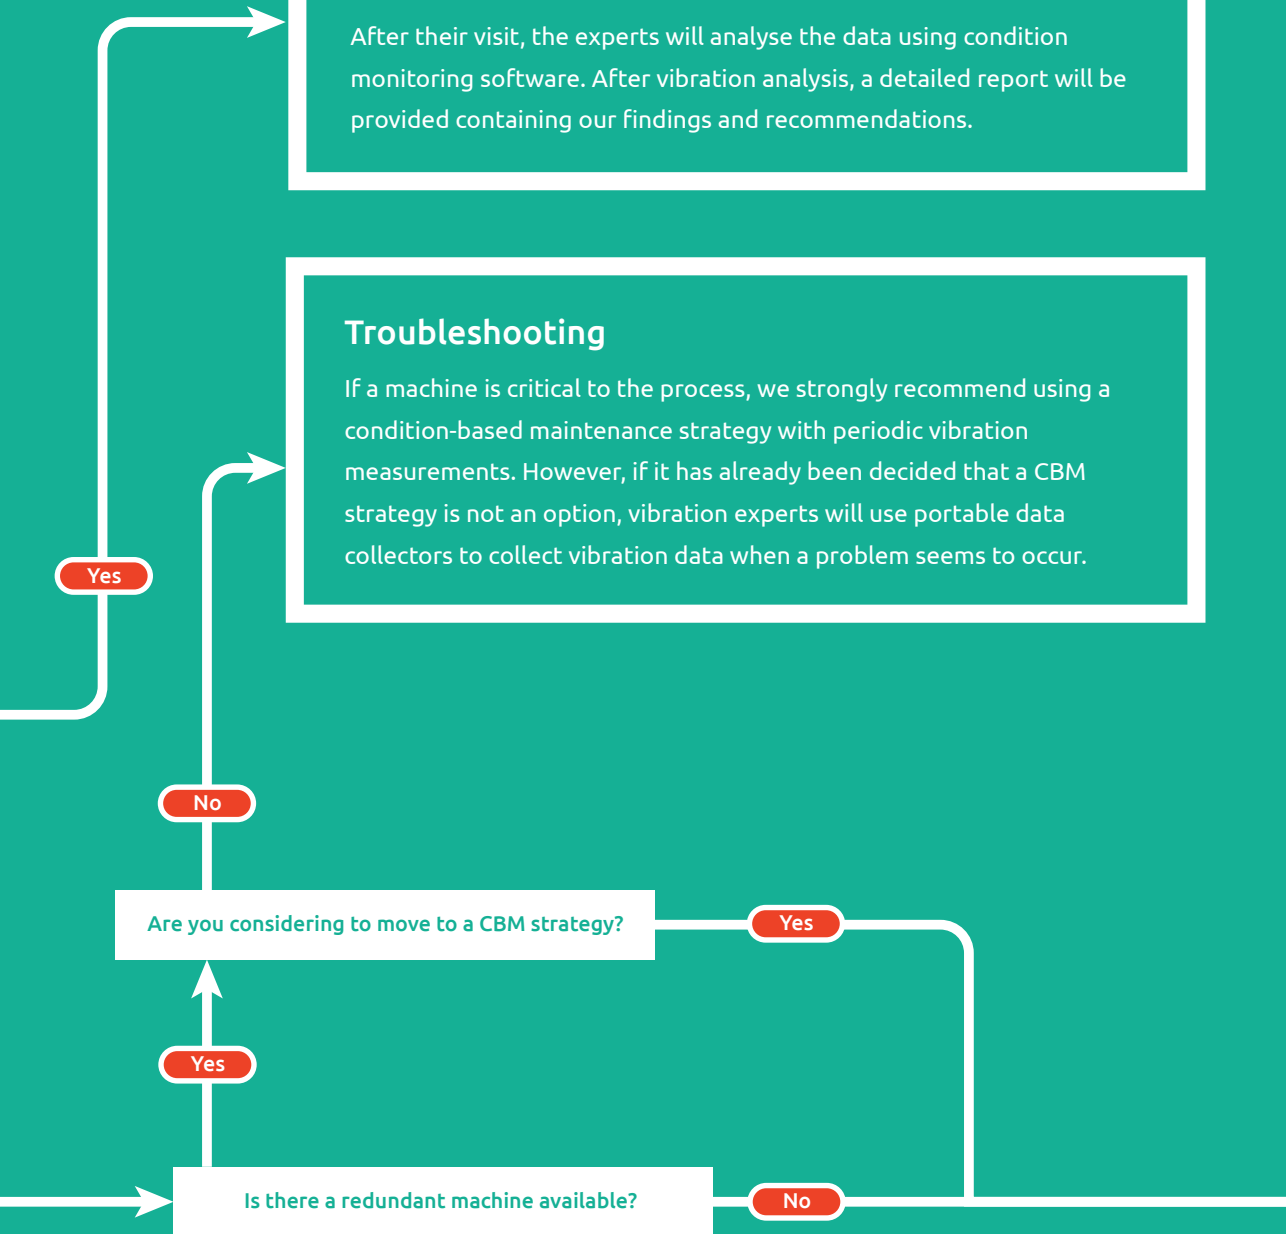 After their visit, the experts will analyse the data using condition
monitoring software. After vibration analysis, a detailed report will be
provided containing our findings and recommendations.
Troubleshooting
If a machine is critical to the process, we strongly recommend using a
condition-based maintenance strategy with periodic vibration
measurements. However, if it has already been decided that a CBM
strategy is not an option, vibration experts will use portable data
collectors to collect vibration data when a problem seems to occur.
Yes
No
Are you considering to move to a CBM strategy?
Yes
Yes
Is there a redundant machine available?
No